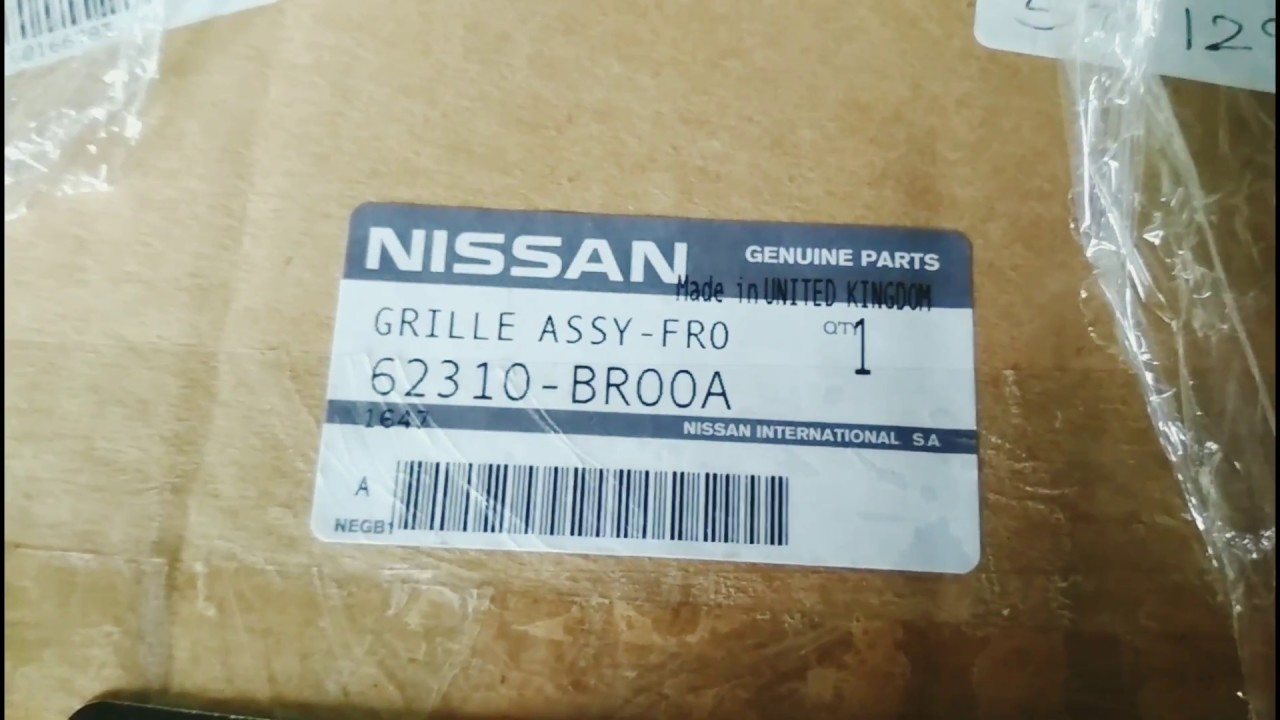 NISSAN GENUINE PARTS
Made in UNITED KINGDOM
GRILLE ASSY-FRO QTY 1
62310-BR00A
1647
NISSAN INTERNATIONAL SA
A
NEGB1